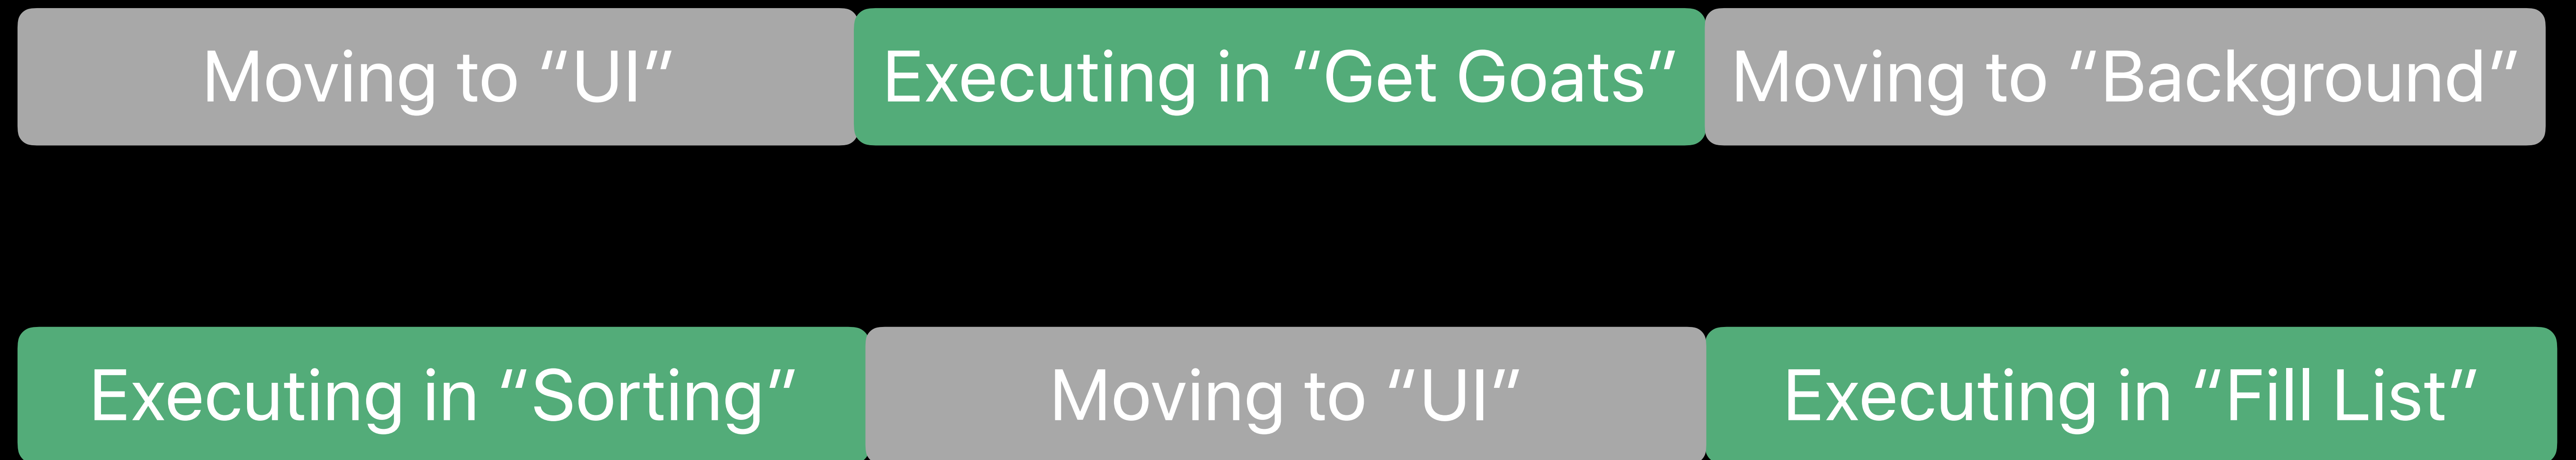 Moving to “UI”
Executing in “Get Goats”
Moving to “Background”
Executing in “Sorting”
Moving to “UI”
Executing in “Fill List”